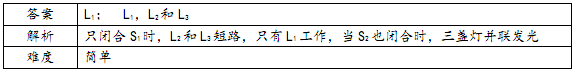 答案 L₁； L₁，L₂和 L₃
解析 只闭合 S₁时，L₂和 L₃短路，只有 L₁工作，当 S₂也闭合时，三盏灯并联发光
难度 简单